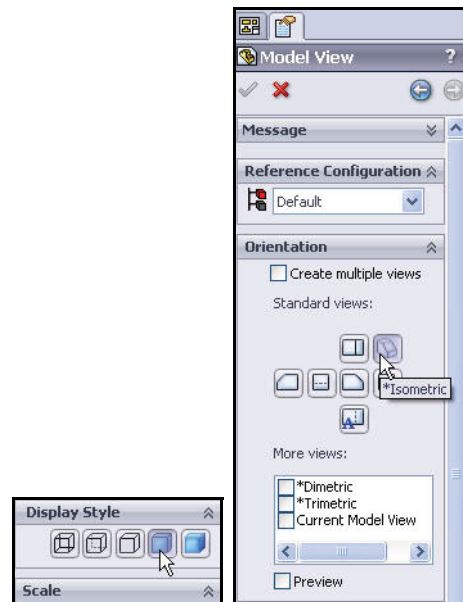 Model View ?
Message
Reference Configuration
Default
Orientation
Create multiple views
Standard views:
*Isometric
A
More views:
*Dimetric
*Trimetric
Current Model View
Preview
Display Style
Scale